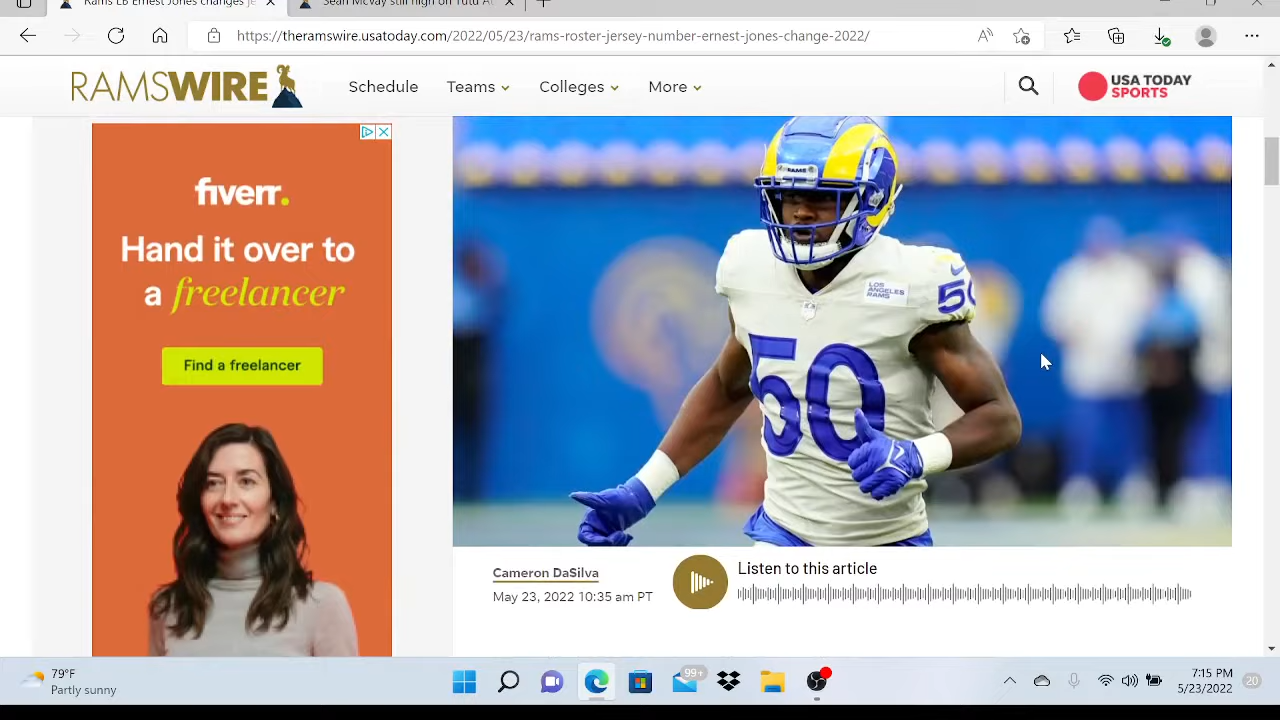 Rams LB Ernest Jones changes je
Sean McVay still high on Tutu At
https://theramswire.usatoday.com/2022/05/23/rams-roster-jersey-number-ernest-jones-change-2022/
RAMSWIRE
Schedule
Teams
Colleges
More
USA TODAY
SPORTS
fiverr.
Hand it over to
a freelancer
Find a freelancer
RAMS
LOS
ANGELES
RAMS
50
50
Cameron DaSilva
May 23, 2022 10:35 am PT
Listen to this article
79°F
Partly sunny
99+
7:15 PM
5/23/2022
20